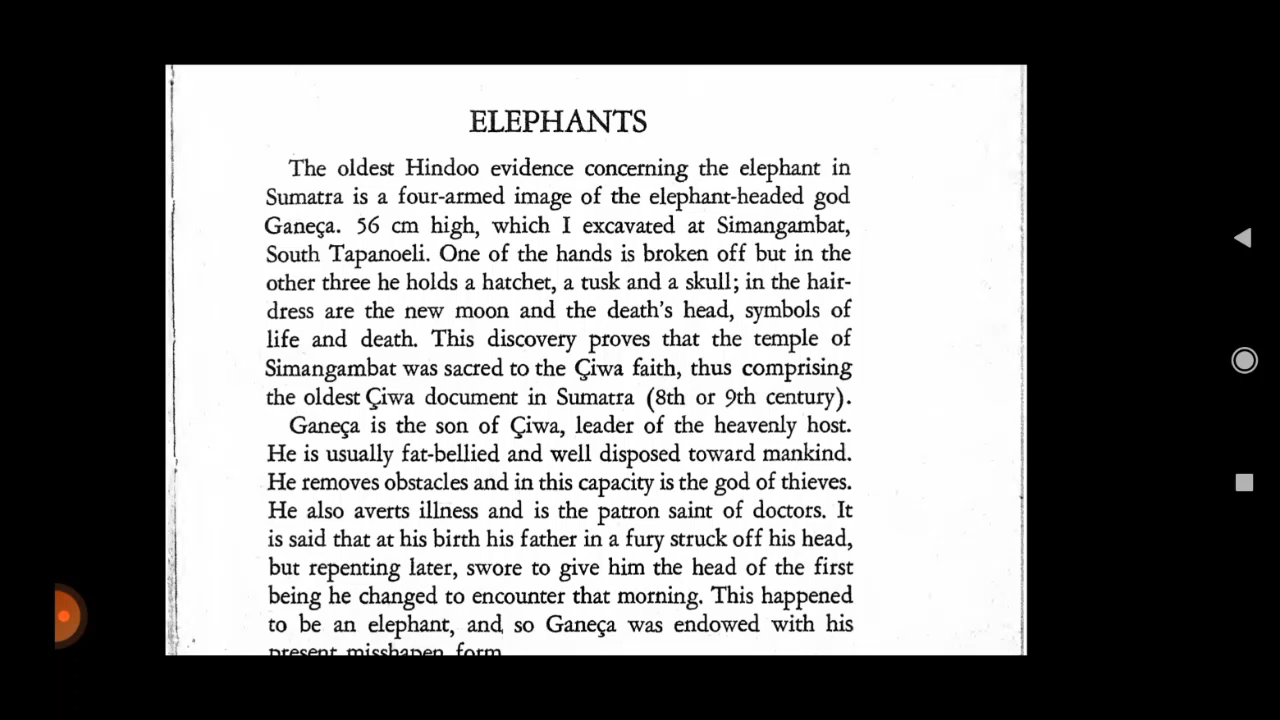 ELEPHANTS
The oldest Hindoo evidence concerning the elephant in
Sumatra is a four-armed image of the elephant-headed god
Ganeça. 56 cm high, which I excavated at Simangambat,
South Tapanoeli. One of the hands is broken off but in the
other three he holds a hatchet, a tusk and a skull; in the hair-
dress are the new moon and the death's head, symbols of
life and death. This discovery proves that the temple of
Simangambat was sacred to the Çiwa faith, thus comprising
the oldest Çiwa document in Sumatra (8th or 9th century).
Ganeça is the son of Çiwa, leader of the heavenly host.
He is usually fat-bellied and well disposed toward mankind.
He removes obstacles and in this capacity is the god of thieves.
He also averts illness and is the patron saint of doctors. It
is said that at his birth his father in a fury struck off his head,
but repenting later, swore to give him the head of the first
being he changed to encounter that morning. This happened
to be an elephant, and so Ganeça was endowed with his
present misshapen form